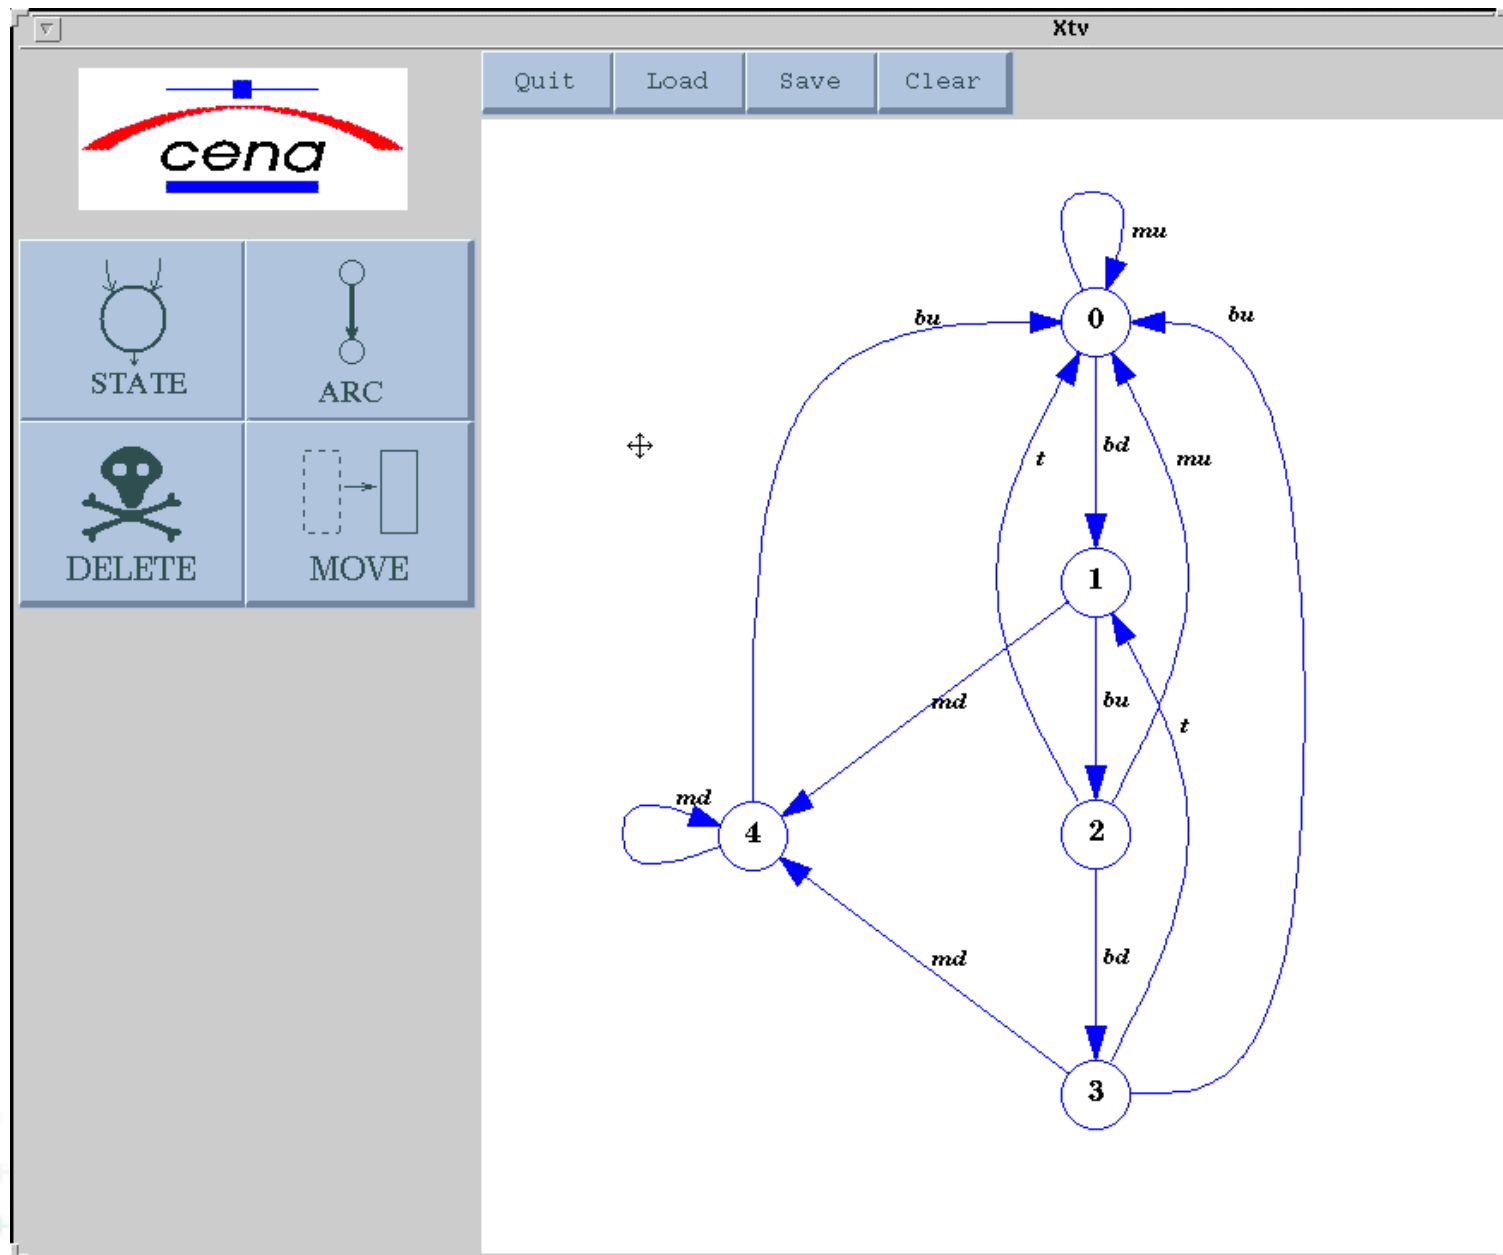 Xtv
Quit Load Save Clear
cena
STATE ARC
DELETE MOVE
mu
bu 0 bu
t bd mu
1
md bu t
md 4 2
md bd
3